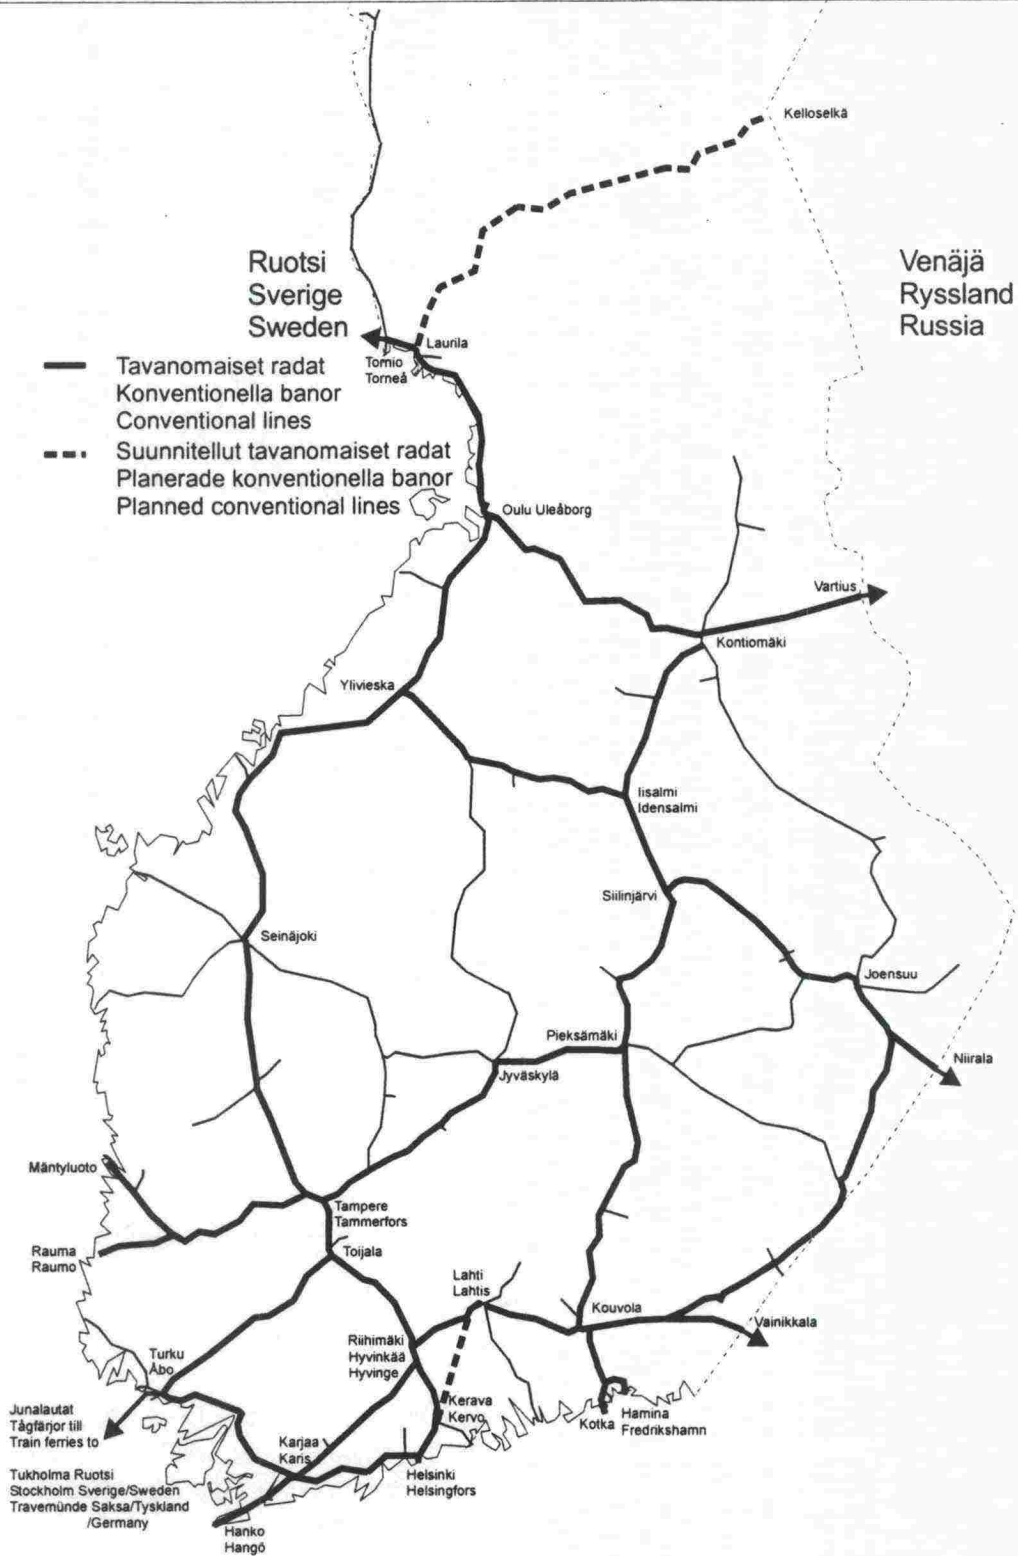 Kelloselkä
Ruotsi
Sverige
Sweden
Venäjä
Ryssland
Russia
Laurila
Tornio
Torneå
Tavanomaiset radat
Konventionella banor
Conventional lines
Suunnitellut tavanomaiset radat
Planerade konventionella banor
Planned conventional lines
Oulu Uleåborg
Vartius
Kontiomäki
Ylivieska
Iisalmi
Idensalmi
Siilinjärvi
Seinäjoki
Joensuu
Pieksämäki
Jyväskylä
Niirala
Mäntyluoto
Tampere
Tammerfors
Rauma
Raumo
Toijala
Lahti
Lahtis
Kouvola
Vainikkala
Riihimäki
Hyvinkää
Hyvinge
Turku
Åbo
Kerava
Kervo
Junalautat
Tågfärjor till
Train ferries to
Kotka
Hamina
Fredrikshamn
Karjaa
Karis
Helsinki
Helsingfors
Tukholma Ruotsi
Stockholm Sverige/Sweden
Travemünde Saksa/Tyskland
/Germany
Hanko
Hangö